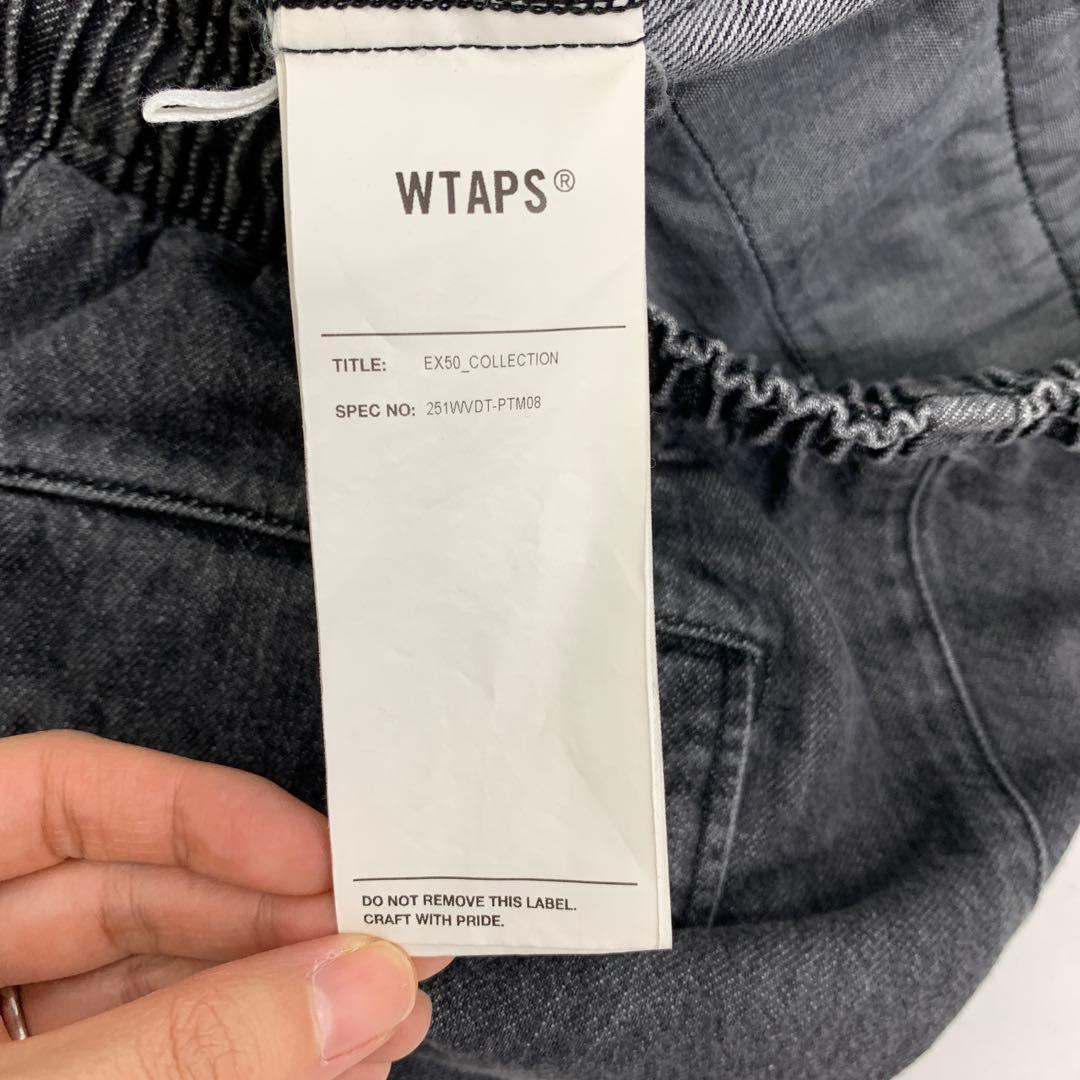 WTAPS®
TITLE: EX50_COLLECTION
SPEC NO: 251WVDT-PTM08
DO NOT REMOVE THIS LABEL.
CRAFT WITH PRIDE.